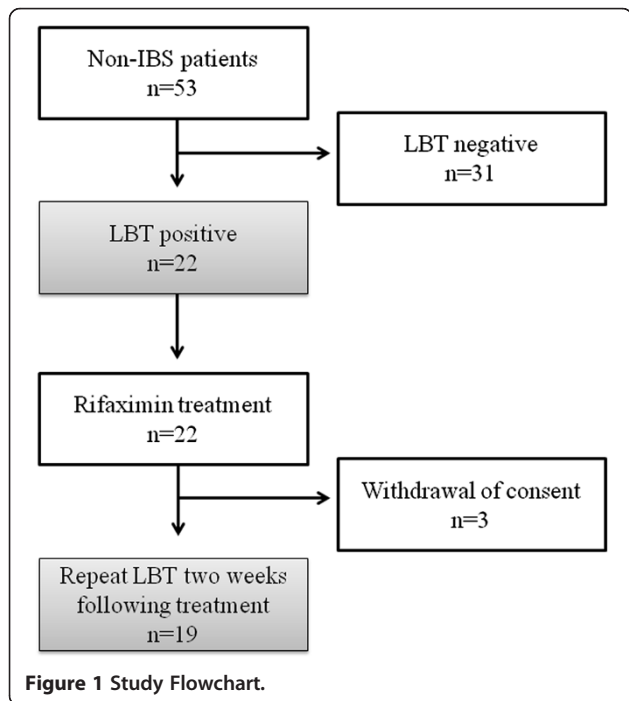 Non-IBS patients
n=53
LBT negative
n=31
LBT positive
n=22
Rifaximin treatment
n=22
Withdrawal of consent
n=3
Repeat LBT two weeks
following treatment
n=19
Figure 1 Study Flowchart.